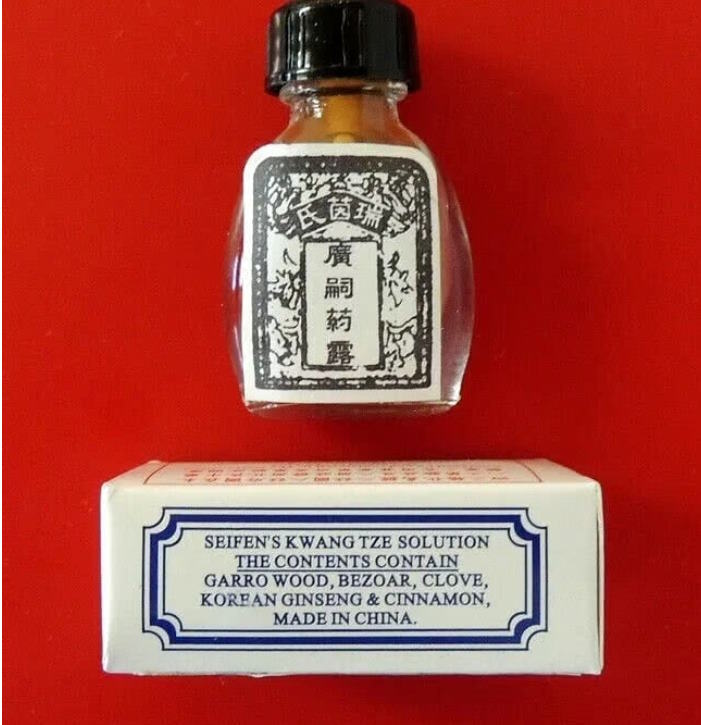 瑞茵氏
廣
嗣
葯
露
SEIFEN'S KWANG TZE SOLUTION
THE CONTENTS CONTAIN
GARRO WOOD, BEZOAR, CLOVE,
KOREAN GINSENG & CINNAMON,
MADE IN CHINA.